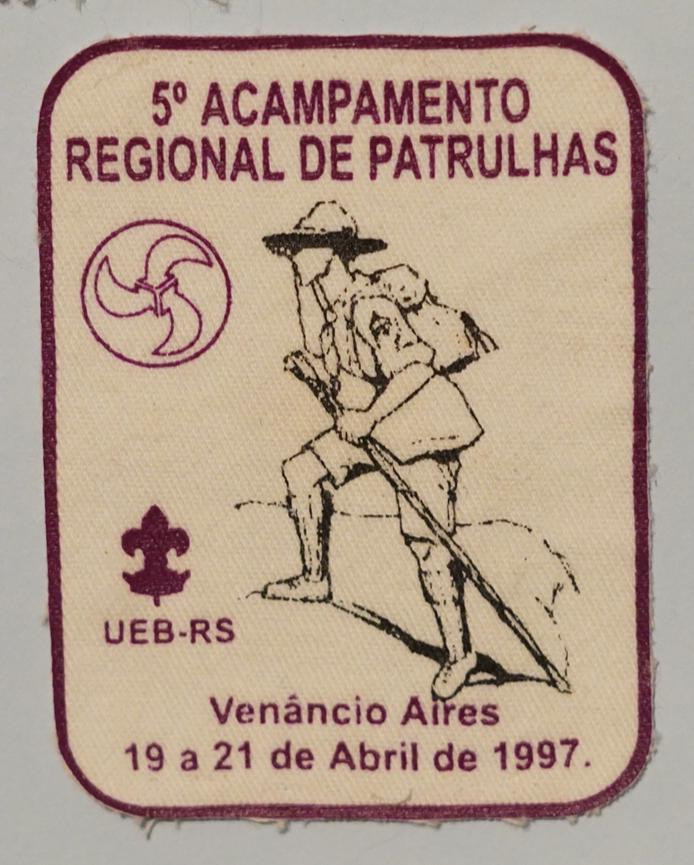 5º ACAMPAMENTO
REGIONAL DE PATRULHAS
UEB-RS
Venâncio Aires
19 a 21 de Abril de 1997.